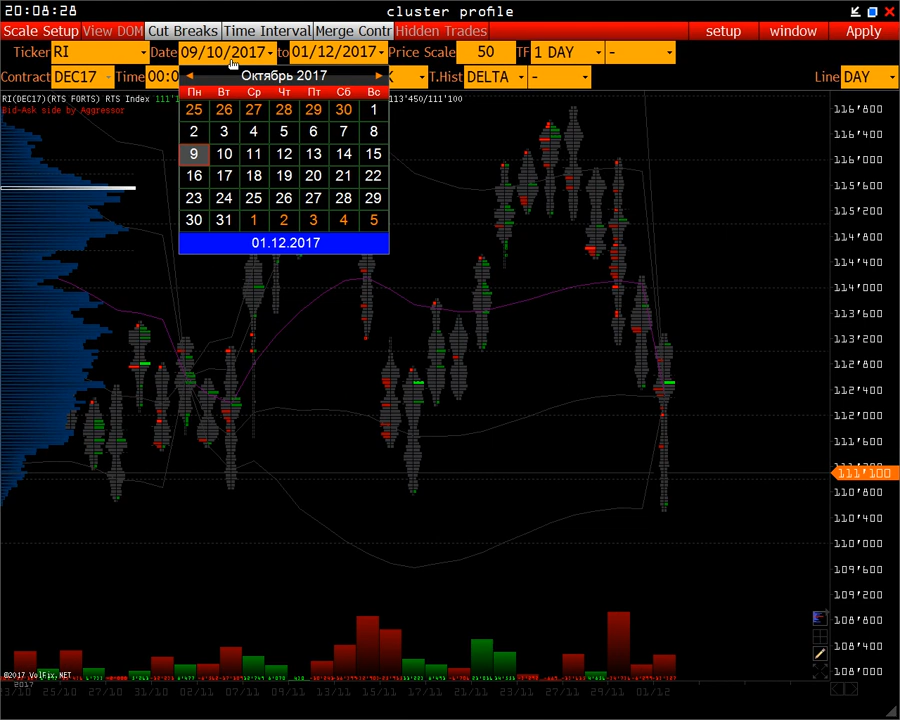 20:08:28 cluster profile
Scale Setup View DOM Cut Breaks Time Interval Merge Contr Hidden Trades setup window Apply
Ticker RI Date 09/10/2017 to 01/12/2017 Price Scale 50 TF 1 DAY -
Contract DEC17 Time 00:0 T.Hist DELTA - Line DAY
Октябрь 2017
Пн Вт Ср Чт Пт Сб Вс
25 26 27 28 29 30 1
2 3 4 5 6 7 8
9 10 11 12 13 14 15
16 17 18 19 20 21 22
23 24 25 26 27 28 29
30 31 1 2 3 4 5
01.12.2017
RI(DEC17)(RTS FORTS) RTS Index 113'450/111'100
Bid-Ask side by Aggressor
116'800
116'400
116'000
115'600
115'200
114'800
114'400
114'000
113'600
113'200
112'800
112'400
112'000
111'600
111'100
110'800
110'400
110'000
109'600
109'200
108'800
108'400
108'000
©2017 VolFix.NET
23/10 25/10 27/10 31/10 02/11 07/11 09/11 13/11 15/11 17/11 21/11 23/11 27/11 29/11 01/12
2017